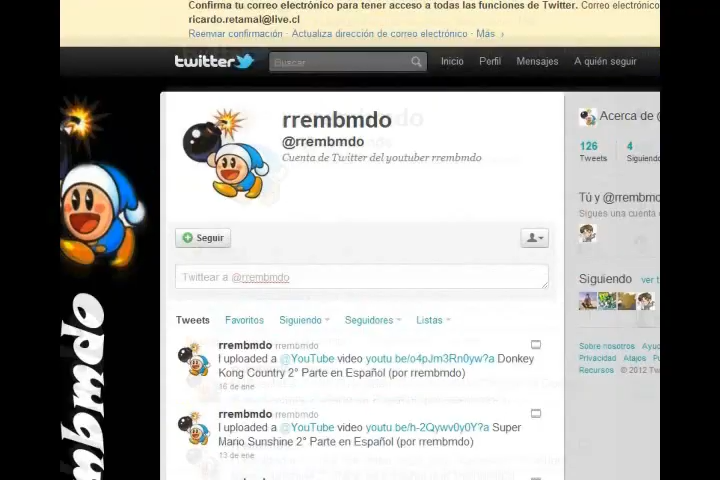 Confirma tu correo electrónico para tener acceso a todas las funciones de Twitter. Correo electrónico
ricardo.retamal@live.cl
Reenviar confirmación · Actualiza dirección de correo electrónico · Más ›
twitter
Buscar
Inicio Perfil Mensajes A quién seguir
rrembmdo
@rrembmdo
Cuenta de Twitter del youtuber rrembmdo
Seguir
Twittear a @rrembmdo
Tweets Favoritos Siguiendo Seguidores Listas
rrembmdo rrembmdo
I uploaded a @YouTube video youtu.be/o4pJm3Rn0yw?a Donkey
Kong Country 2° Parte en Español (por rrembmdo)
16 de ene
rrembmdo rrembmdo
I uploaded a @YouTube video youtu.be/h-2Qywv0y0Y?a Super
Mario Sunshine 2° Parte en Español (por rrembmdo)
13 de ene
Acerca de @
126
Tweets
4
Siguiendo
Tú y @rrembmdo
Sigues una cuenta
Siguiendo ver t
Sobre nosotros Ayuda
Privacidad Atajos
Recursos © 2012 Tw
mbmdo